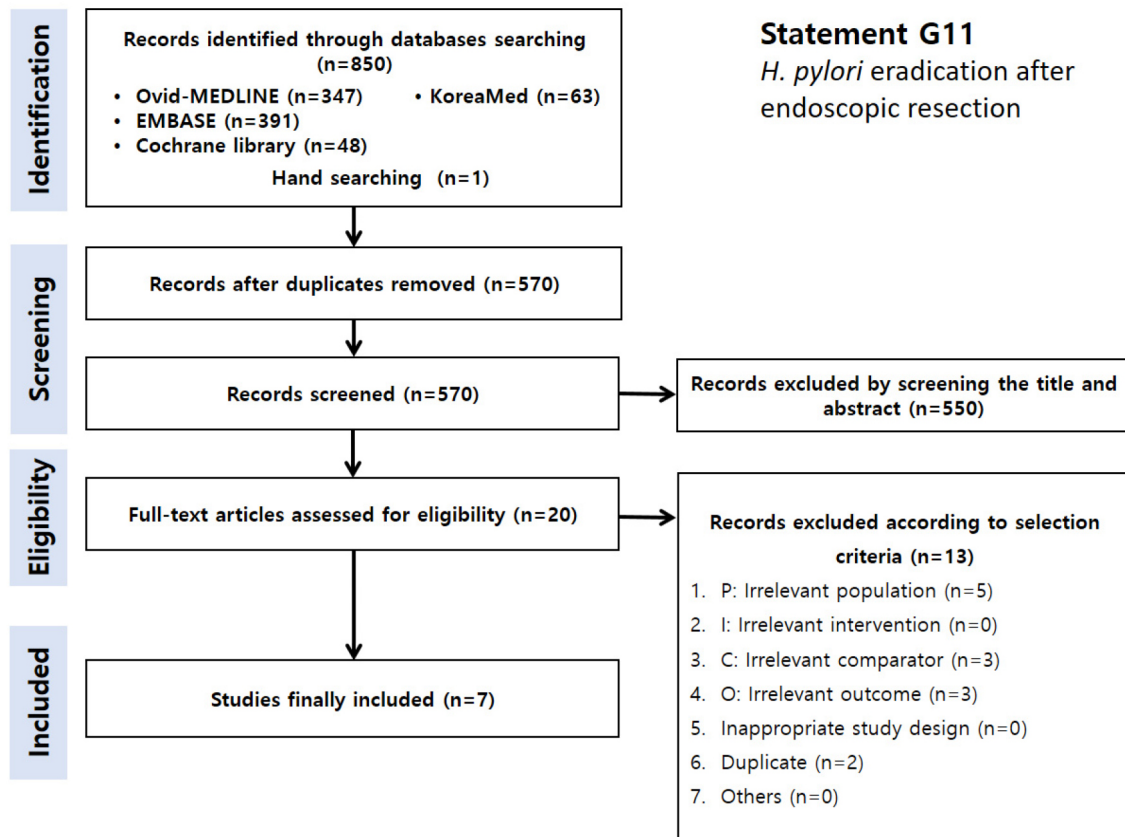 Statement G11
H. pylori eradication after
endoscopic resection
Identification
Records identified through databases searching
(n=850)
• Ovid-MEDLINE (n=347) • KoreaMed (n=63)
• EMBASE (n=391)
• Cochrane library (n=48)
Hand searching (n=1)
Screening
Records after duplicates removed (n=570)
Records screened (n=570)
Records excluded by screening the title and
abstract (n=550)
Eligibility
Full-text articles assessed for eligibility (n=20)
Records excluded according to selection
criteria (n=13)
1. P: Irrelevant population (n=5)
2. I: Irrelevant intervention (n=0)
3. C: Irrelevant comparator (n=3)
4. O: Irrelevant outcome (n=3)
5. Inappropriate study design (n=0)
6. Duplicate (n=2)
7. Others (n=0)
Included
Studies finally included (n=7)